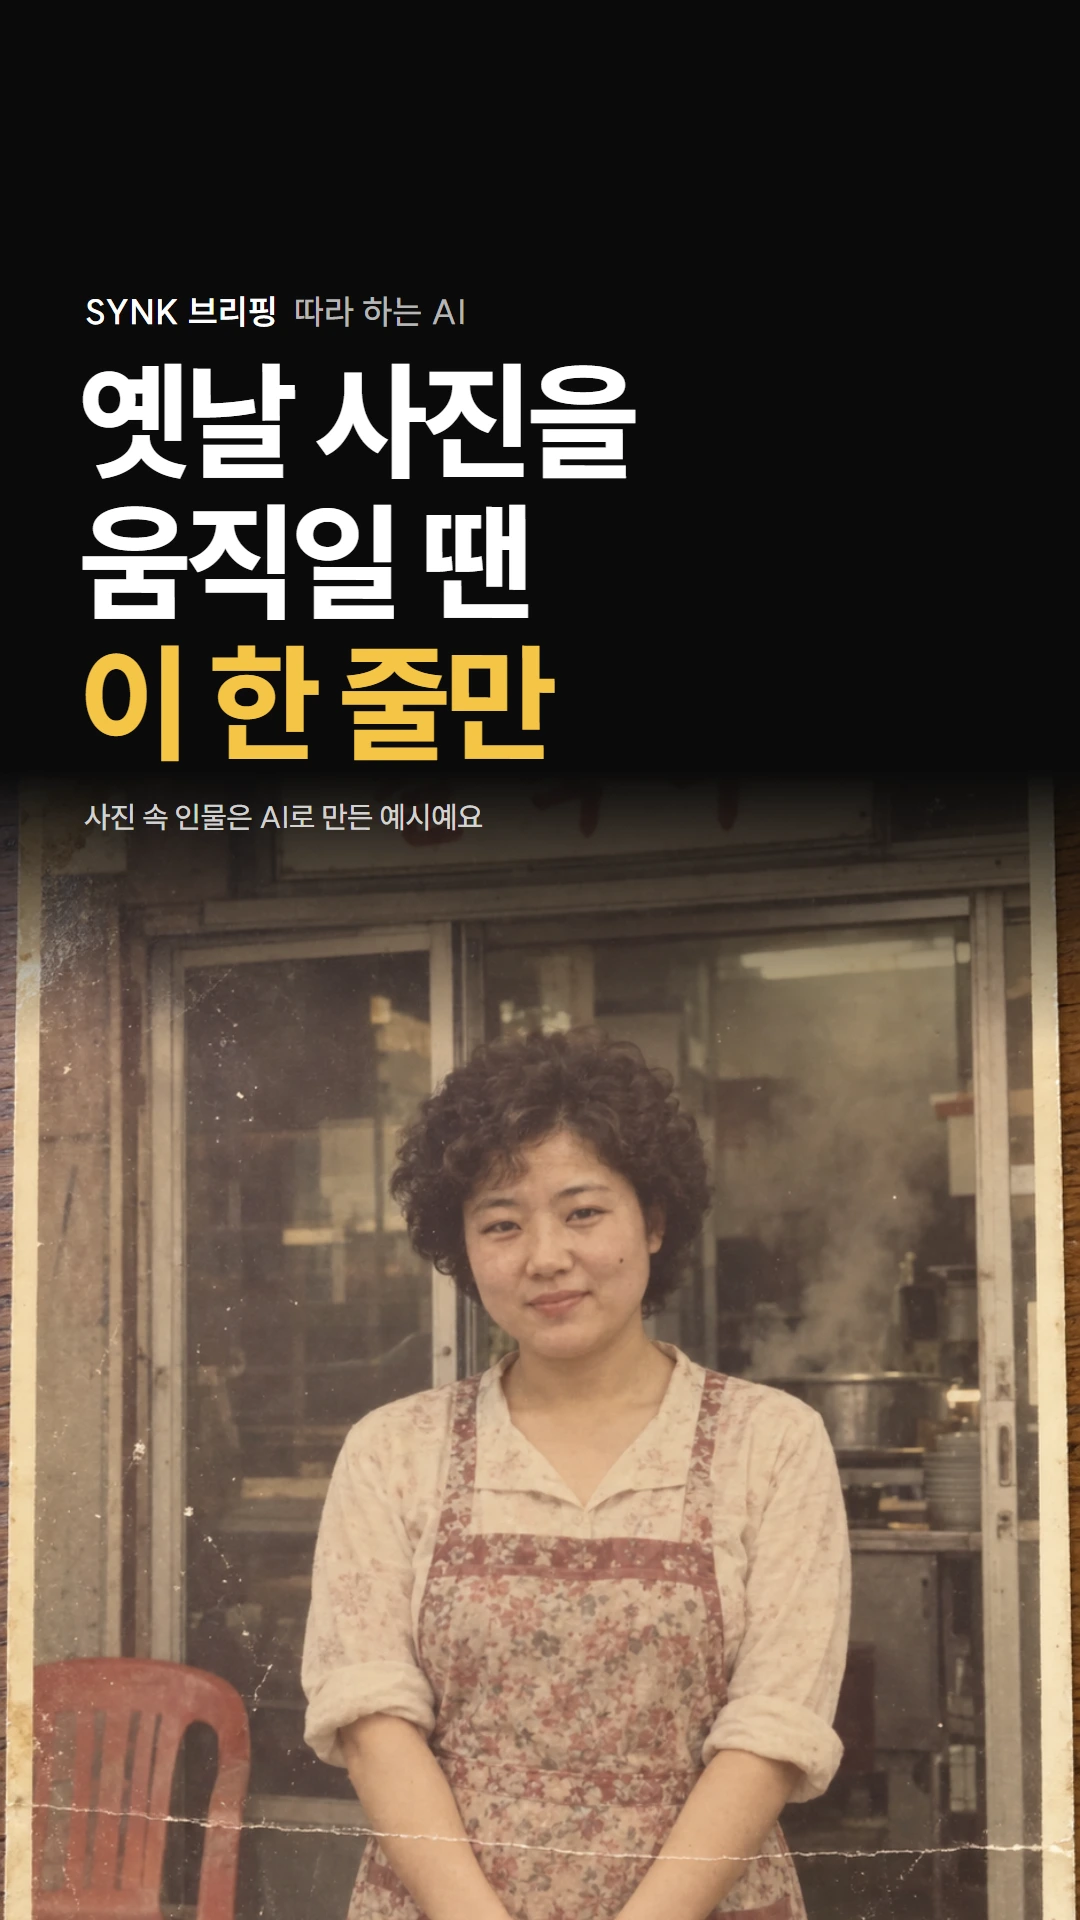 SYNK 브리핑 따라 하는 AI
옛날 사진을
움직일 땐
이 한 줄만
사진 속 인물은 AI로 만든 예시예요